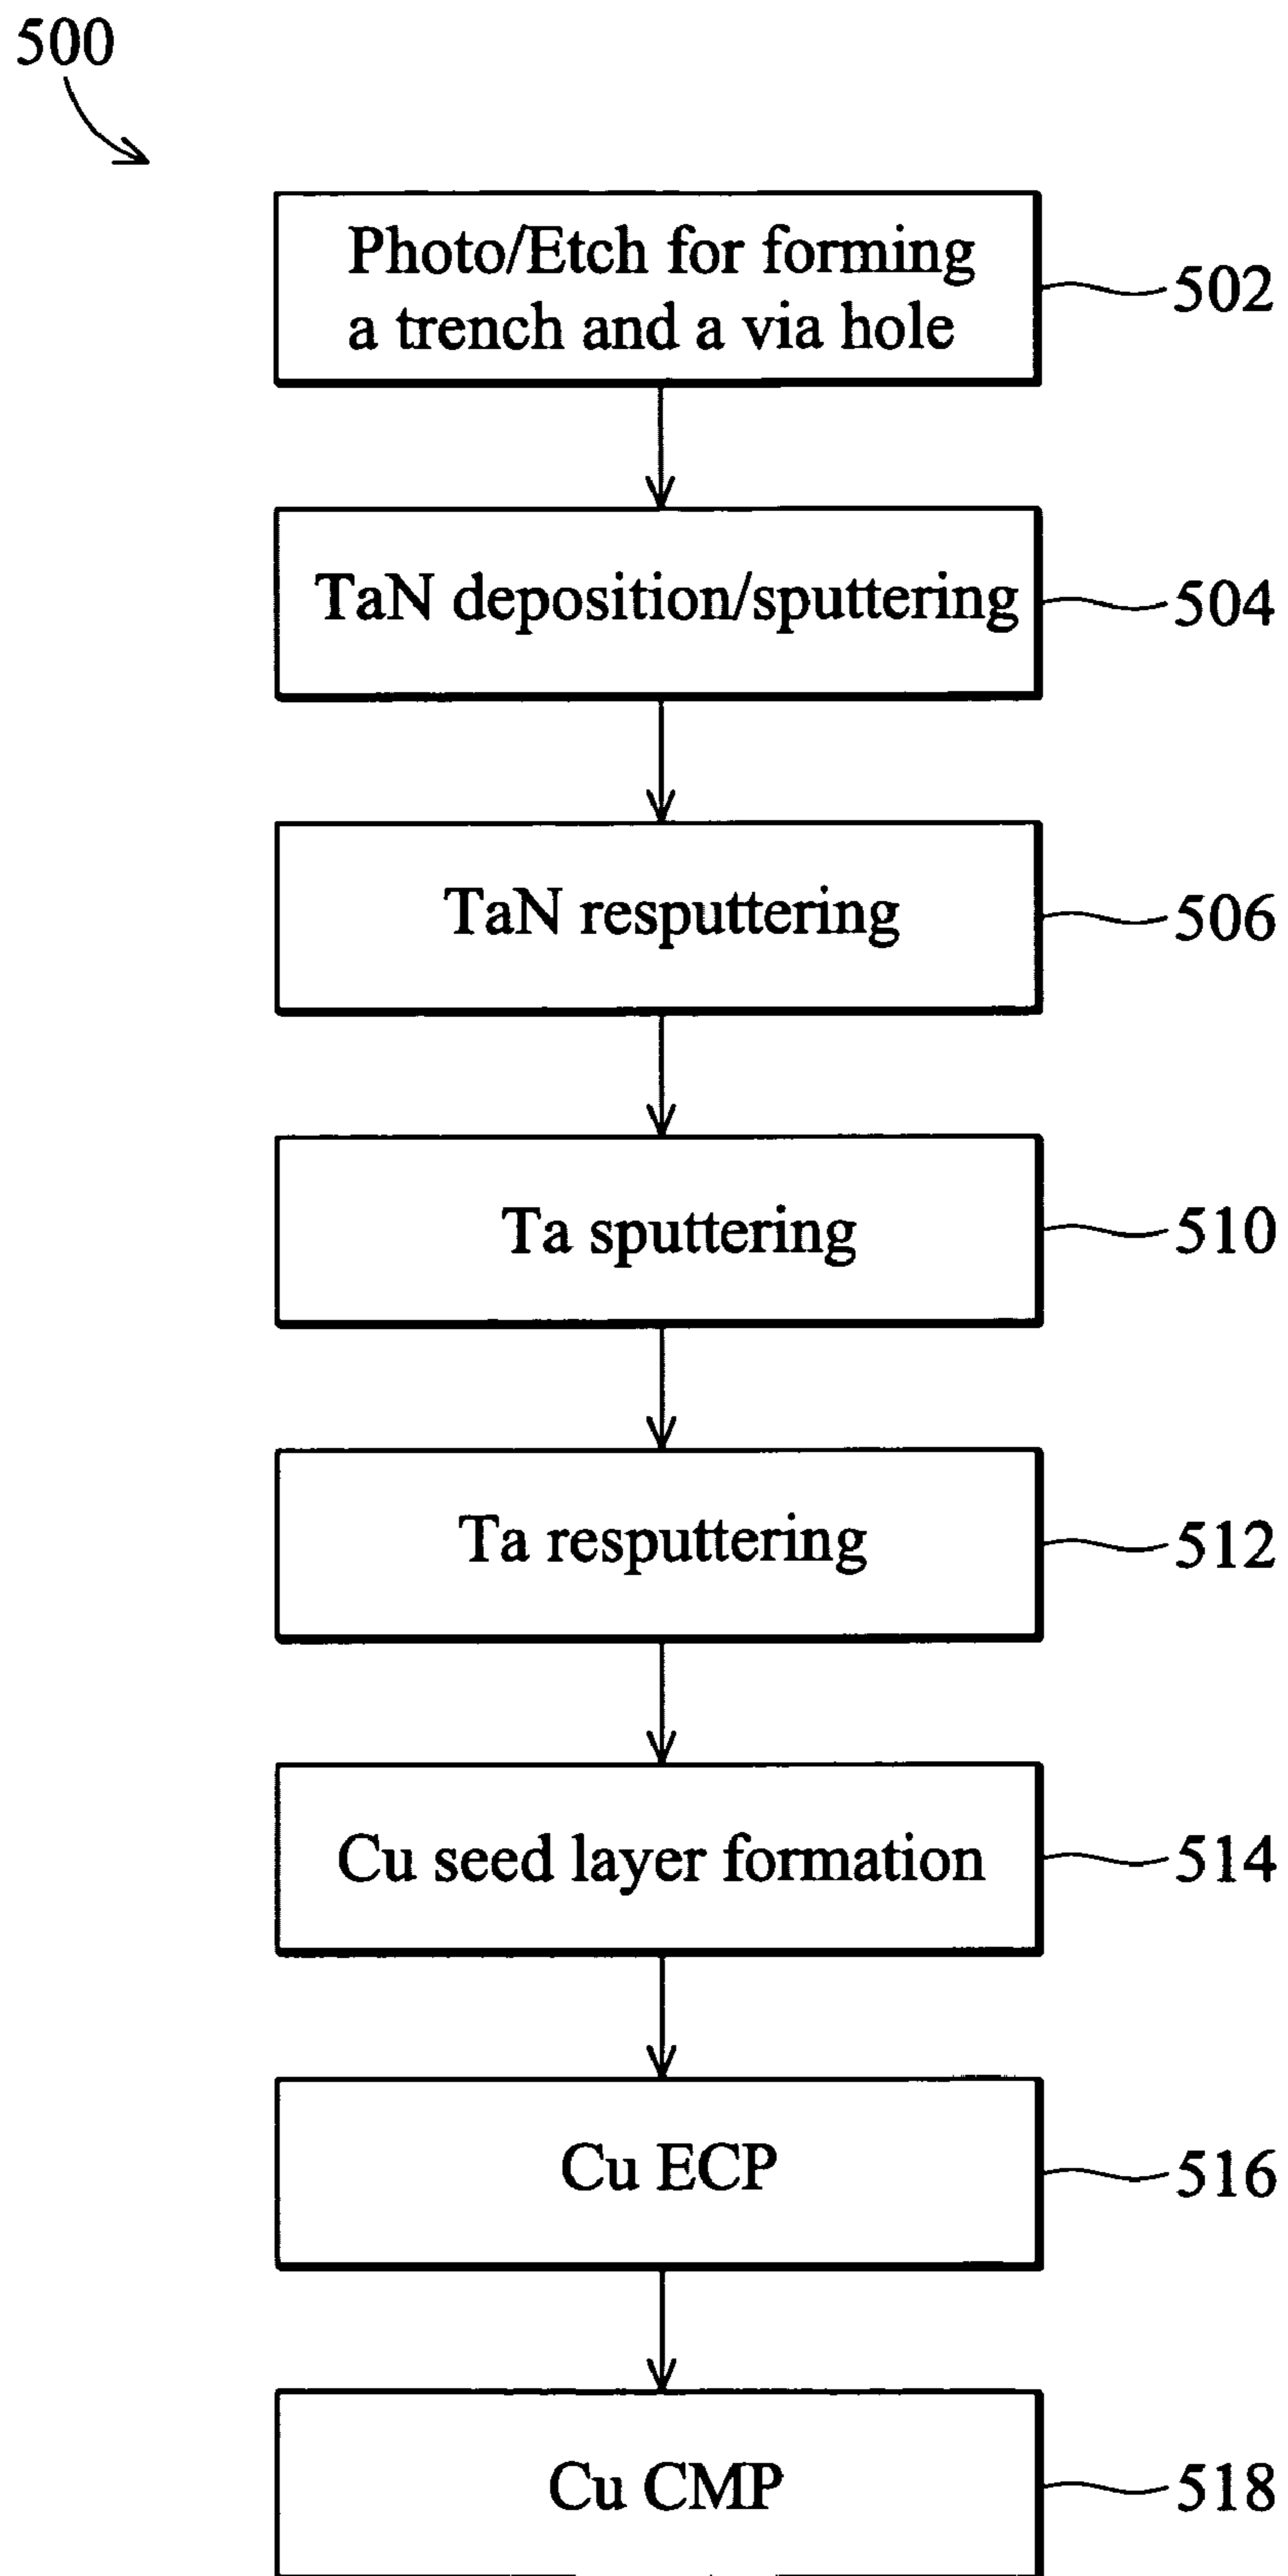 500
Photo/Etch for forming
a trench and a via hole
502
TaN deposition/sputtering
504
TaN resputtering
506
Ta sputtering
510
Ta resputtering
512
Cu seed layer formation
514
Cu ECP
516
Cu CMP
518